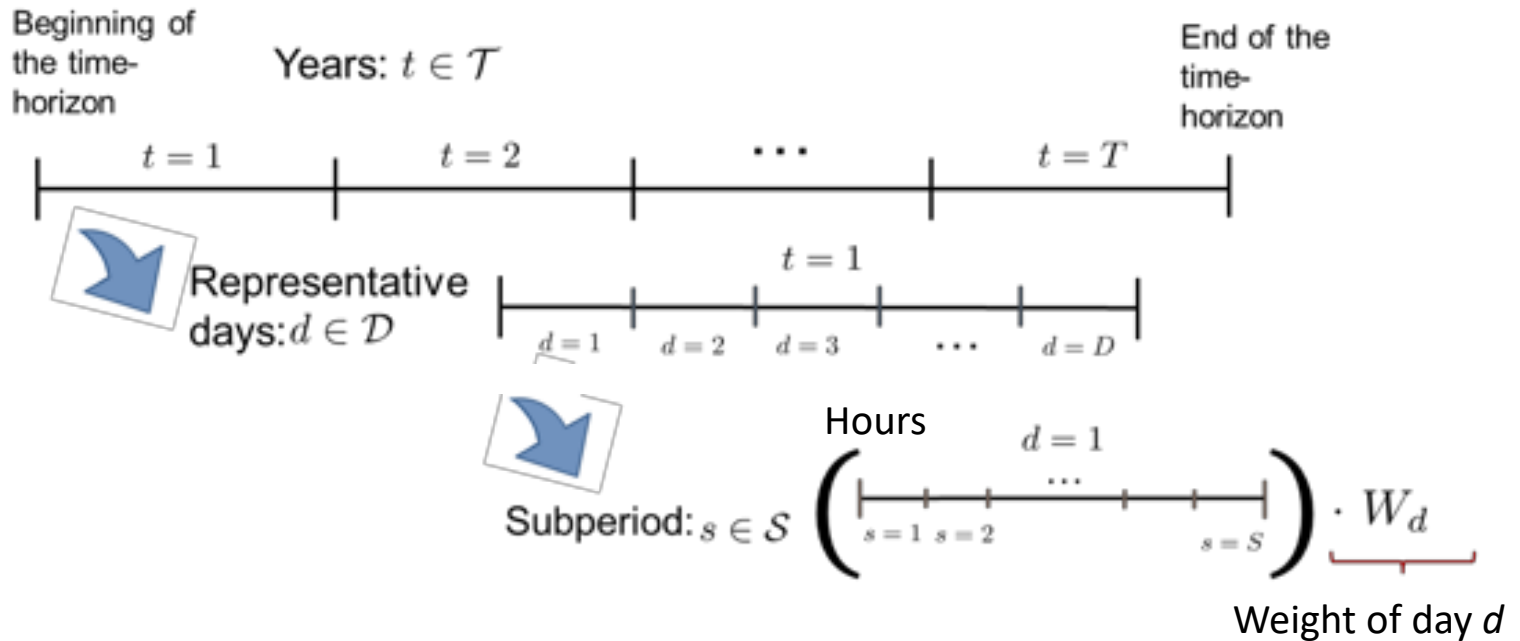 Beginning of
the time-
horizon
Years: t ∈ 𝒯
End of the
time-
horizon
t = 1
t = 2
···
t = T
Representative
days: d ∈ 𝒟
t = 1
d = 1
d = 2
d = 3
···
d = D
Hours
d = 1
Subperiod: s ∈ 𝒮
(
···
) · W_d
s = 1
s = 2
s = S
Weight of day d